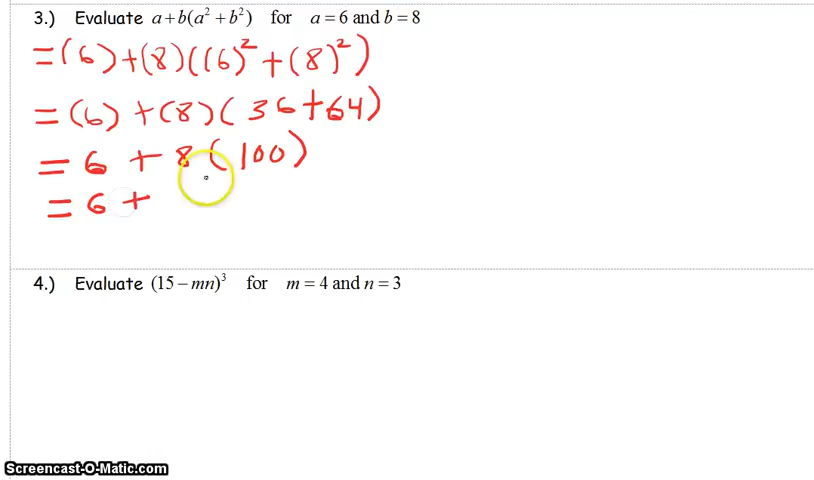 3.) Evaluate a + b(a² + b²) for a = 6 and b = 8
= (6) + (8)((6)² + (8)²)
= (6) + (8)(36 + 64)
= 6 + 8(100)
= 6 +
4.) Evaluate (15 − mn)³ for m = 4 and n = 3
Screencast-O-Matic.com